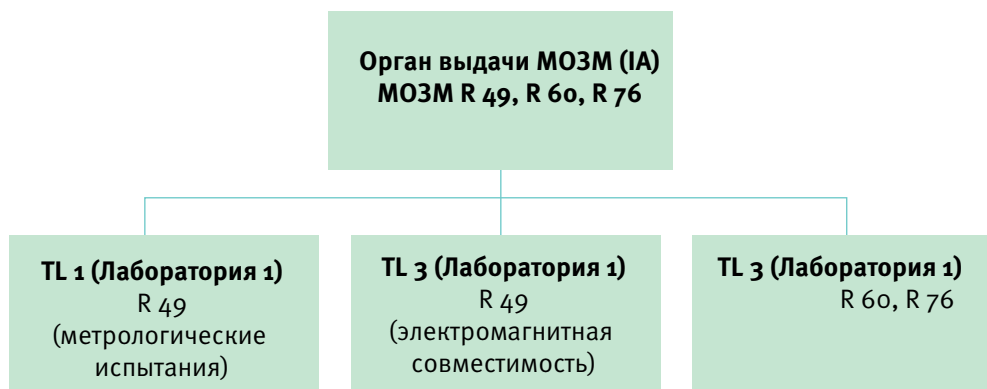 Орган выдачи МОЗМ (IA)
МОЗМ R 49, R 60, R 76
TL 1 (Лаборатория 1)
R 49
(метрологические
испытания)
TL 3 (Лаборатория 1)
R 49
(электромагнитная
совместимость)
TL 3 (Лаборатория 1)
R 60, R 76